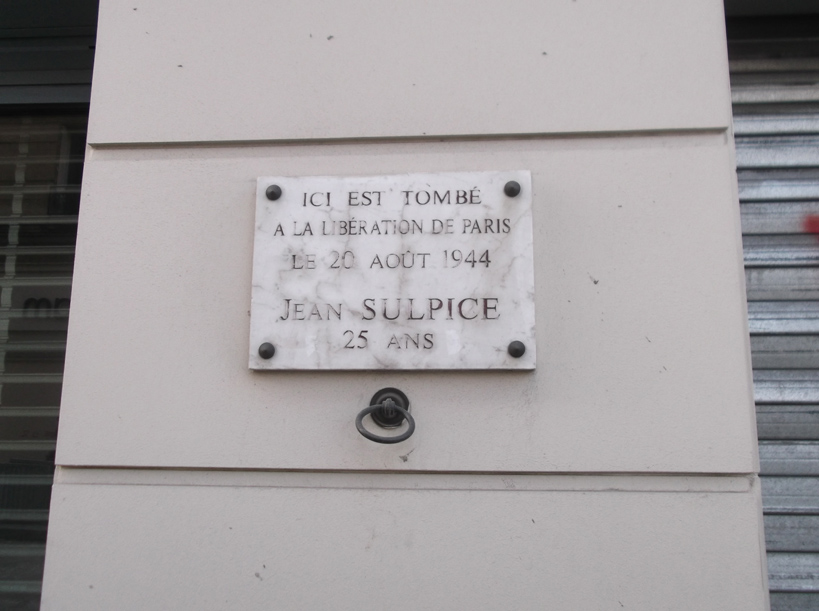 ICI EST TOMBÉ
A LA LIBÉRATION DE PARIS
LE 20 AOÛT 1944
JEAN SULPICE
25 ANS